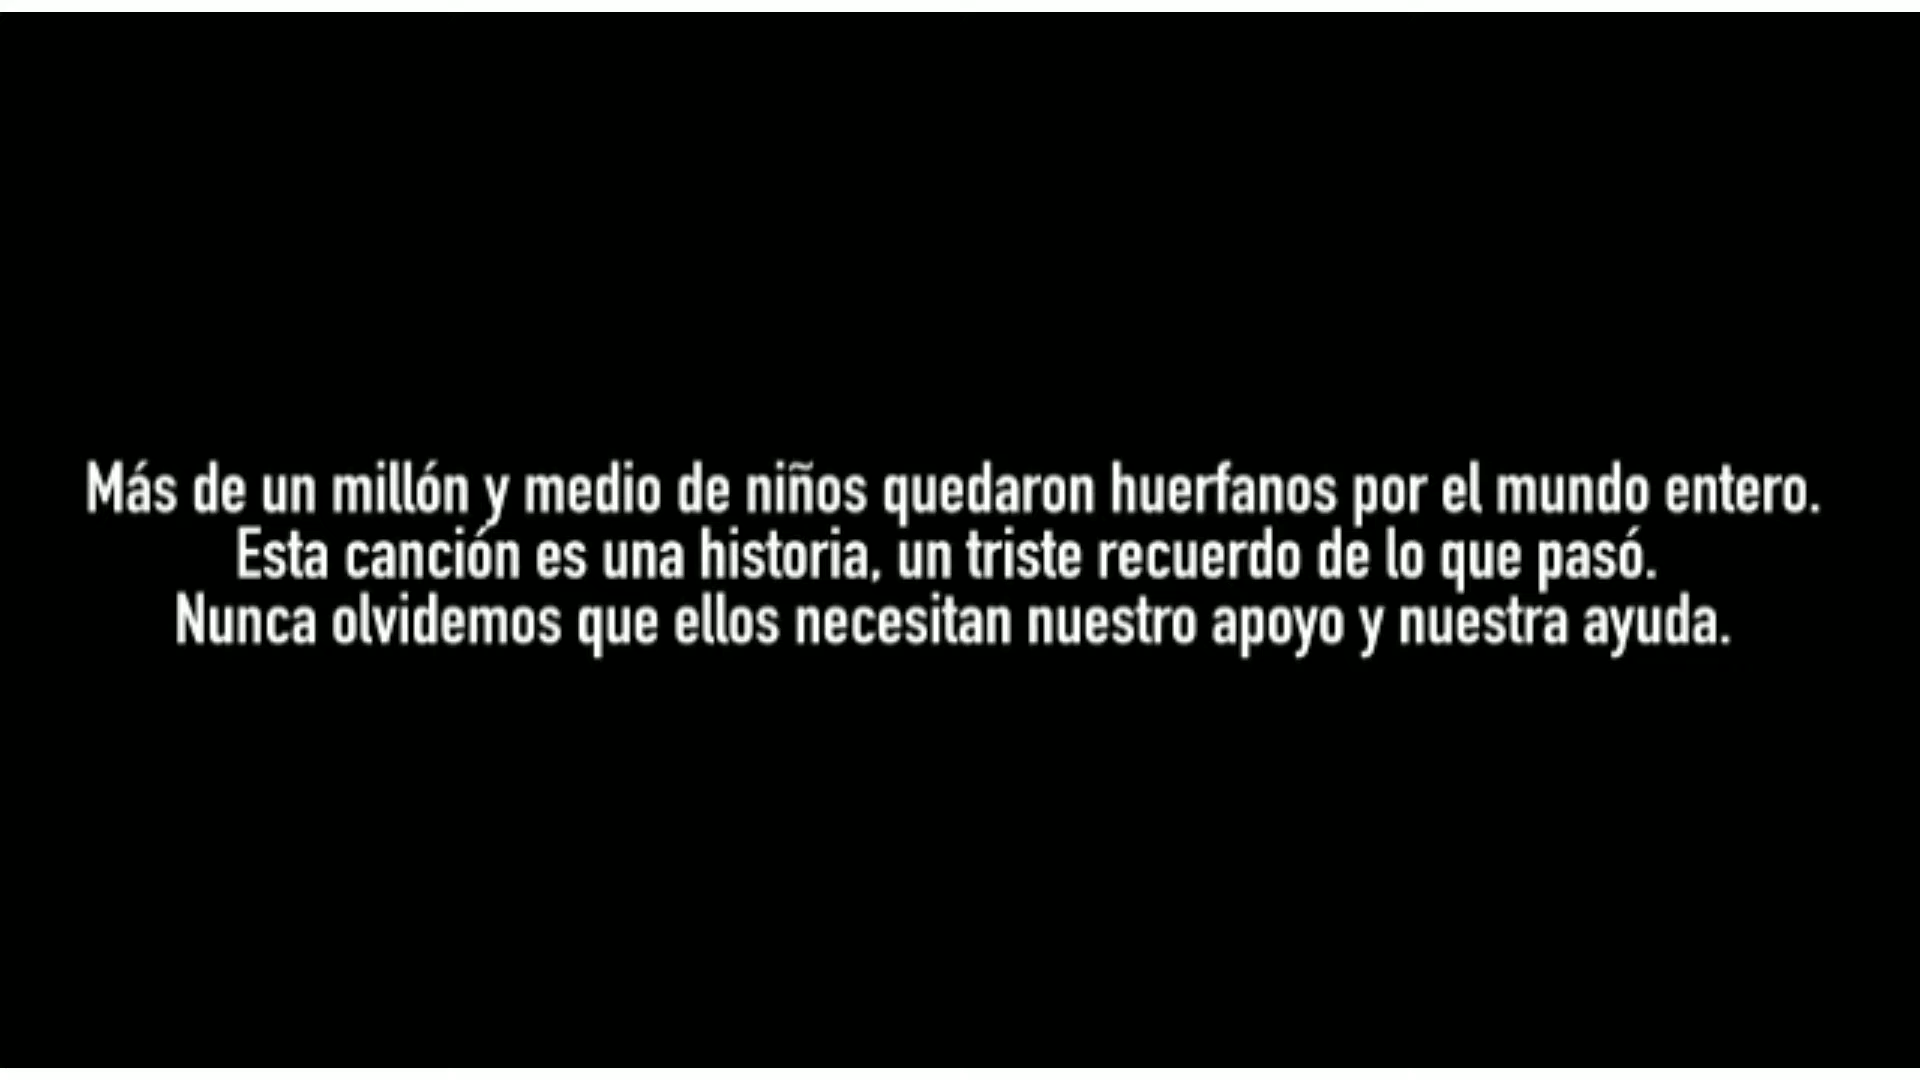 Más de un millón y medio de niños quedaron huerfanos por el mundo entero.
Esta canción es una historia, un triste recuerdo de lo que pasó.
Nunca olvidemos que ellos necesitan nuestro apoyo y nuestra ayuda.